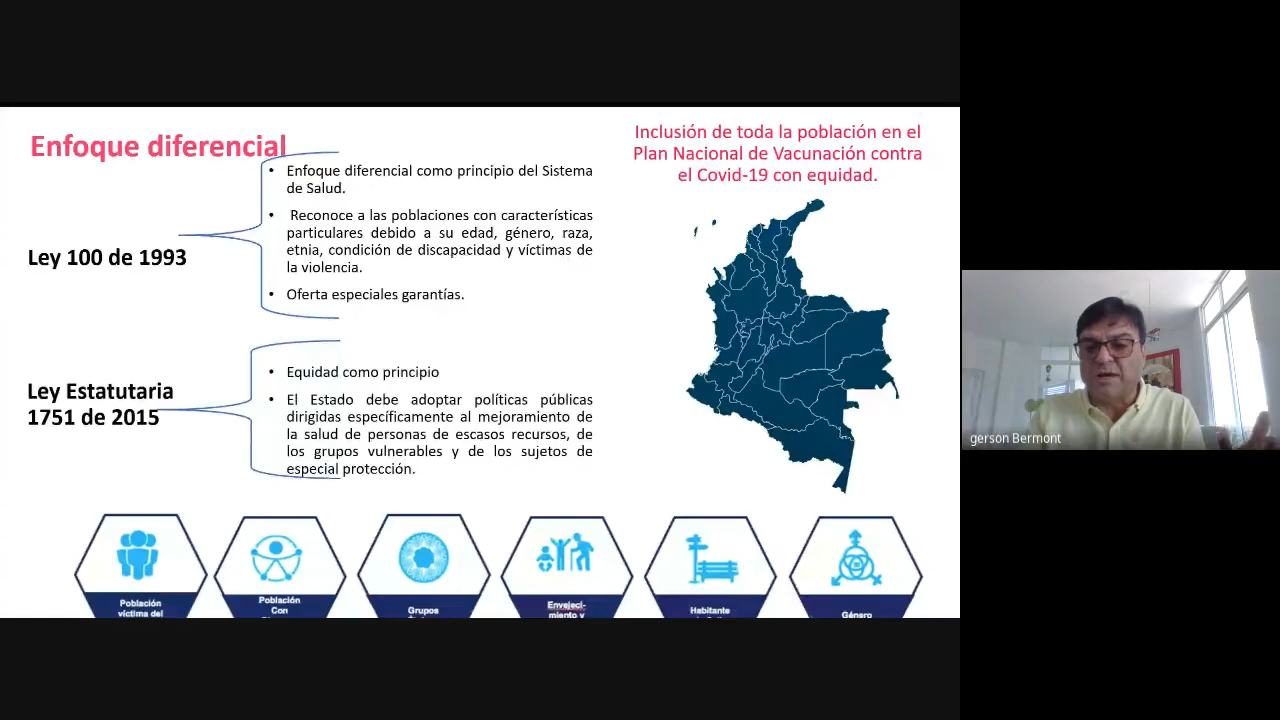 Enfoque diferencial
Inclusión de toda la población en el
Plan Nacional de Vacunación contra
el Covid-19 con equidad.
Ley 100 de 1993
• Enfoque diferencial como principio del Sistema
de Salud.
• Reconoce a las poblaciones con características
particulares debido a su edad, género, raza,
etnia, condición de discapacidad y víctimas de
la violencia.
• Oferta especiales garantías.
Ley Estatutaria
1751 de 2015
• Equidad como principio
• El Estado debe adoptar políticas públicas
dirigidas específicamente al mejoramiento de
la salud de personas de escasos recursos, de
los grupos vulnerables y de los sujetos de
especial protección.
Población
víctima del
Población
Con
Grupos
Envejeci-
miento y
Habitante
Género
gerson Bermont